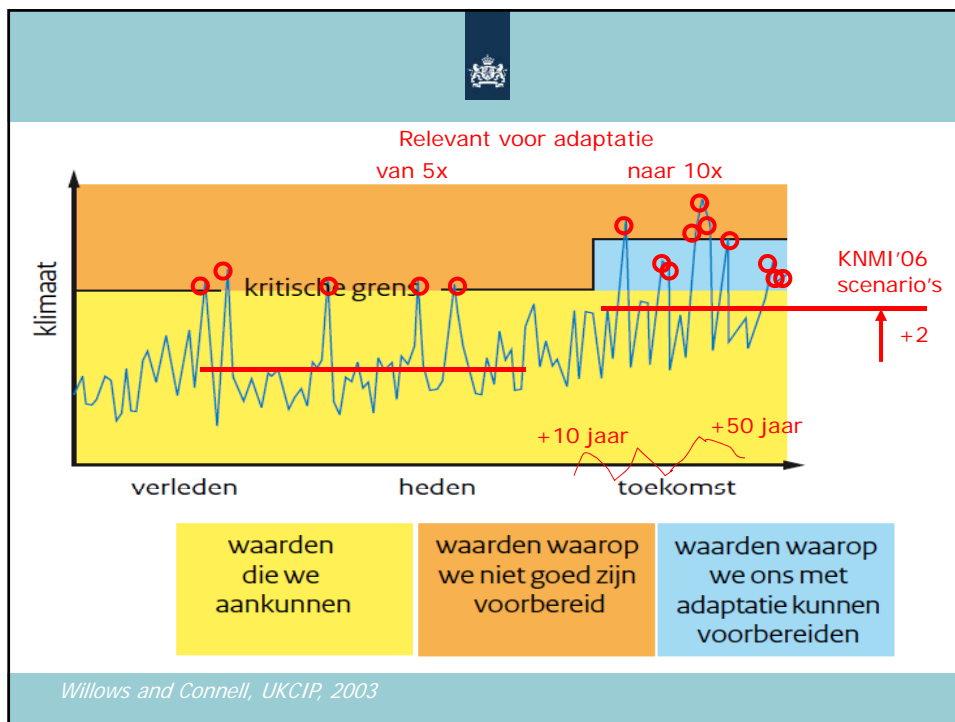 Relevant voor adaptatie
van 5x
naar 10x
klimaat
kritische grens
KNMI'06
scenario's
+2
+10 jaar
+50 jaar
verleden
heden
toekomst
waarden
die we
aankunnen
waarden waarop
we niet goed zijn
voorbereid
waarden waarop
we ons met
adaptatie kunnen
voorbereiden
Willows and Connell, UKCIP, 2003